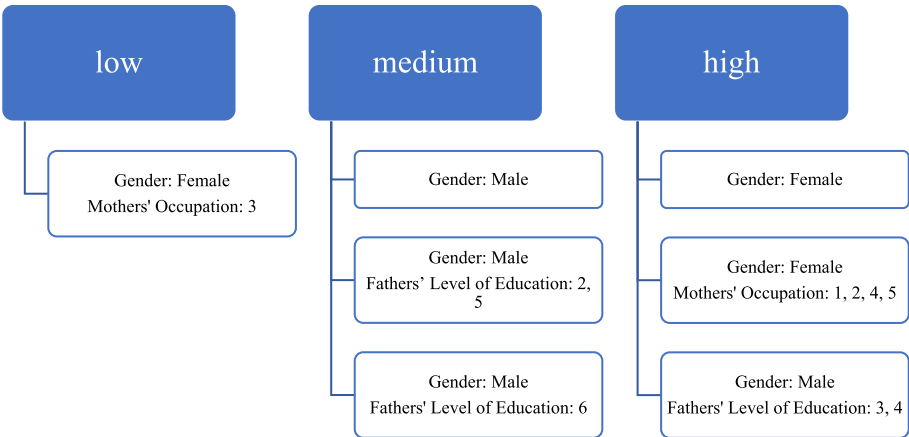 low
Gender: Female
Mothers' Occupation: 3
medium
Gender: Male
Gender: Male
Fathers’ Level of Education: 2,
5
Gender: Male
Fathers' Level of Education: 6
high
Gender: Female
Gender: Female
Mothers' Occupation: 1, 2, 4, 5
Gender: Male
Fathers' Level of Education: 3, 4